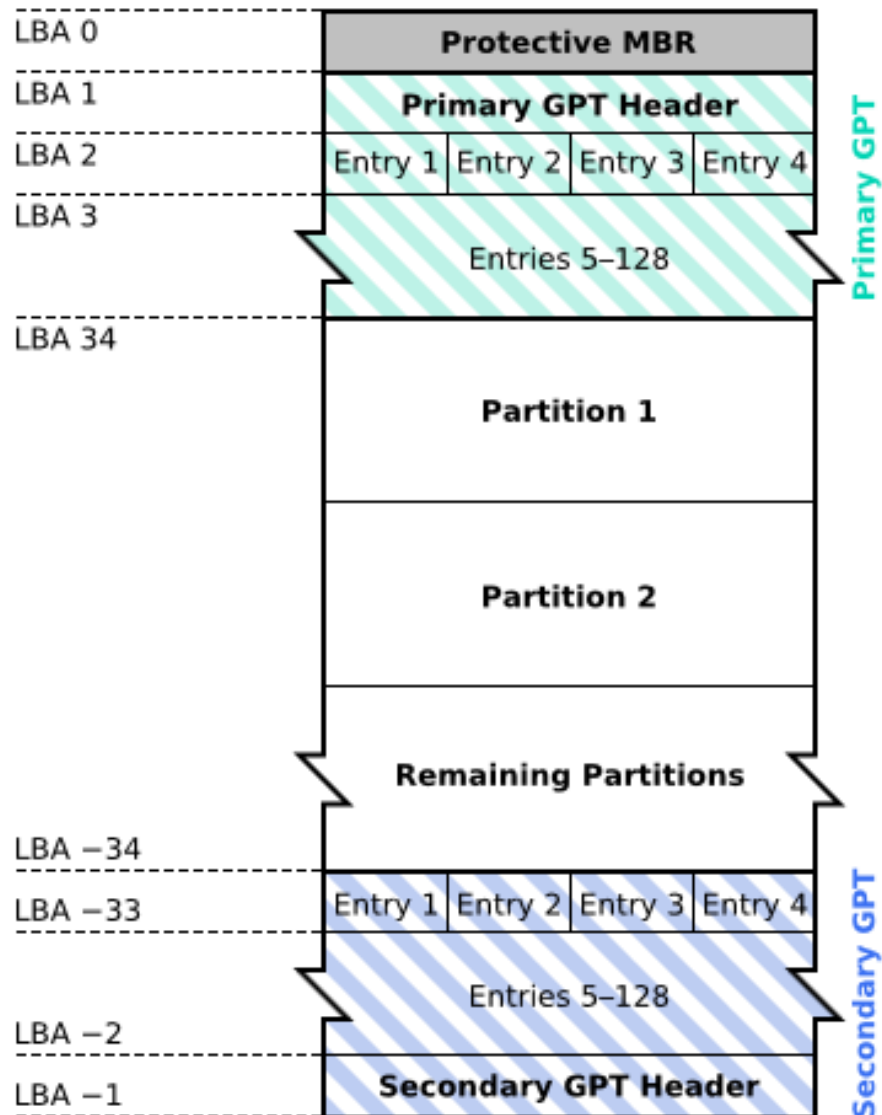 LBA 0
Protective MBR
LBA 1
Primary GPT Header
LBA 2
Entry 1 Entry 2 Entry 3 Entry 4
LBA 3
Entries 5–128
Primary GPT
LBA 34
Partition 1
Partition 2
Remaining Partitions
LBA −34
LBA −33
Entry 1 Entry 2 Entry 3 Entry 4
Entries 5–128
LBA −2
Secondary GPT Header
LBA −1
Secondary GPT